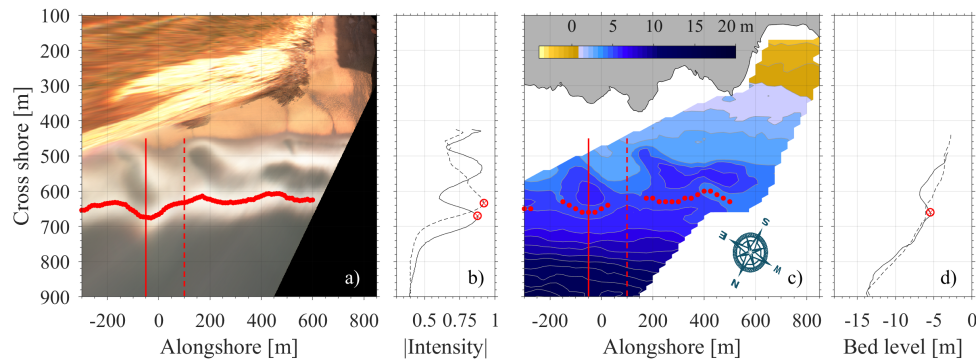 100
200
300
400
500
600
700
800
900
Cross shore [m]
-200 0 200 400 600 800
Alongshore [m]
a)
0.5 0.75 1
|Intensity|
b)
0 5 10 15 20 m
S
E
W
N
c)
-200 0 200 400 600 800
Alongshore [m]
d)
-15 -10 -5 0
Bed level [m]